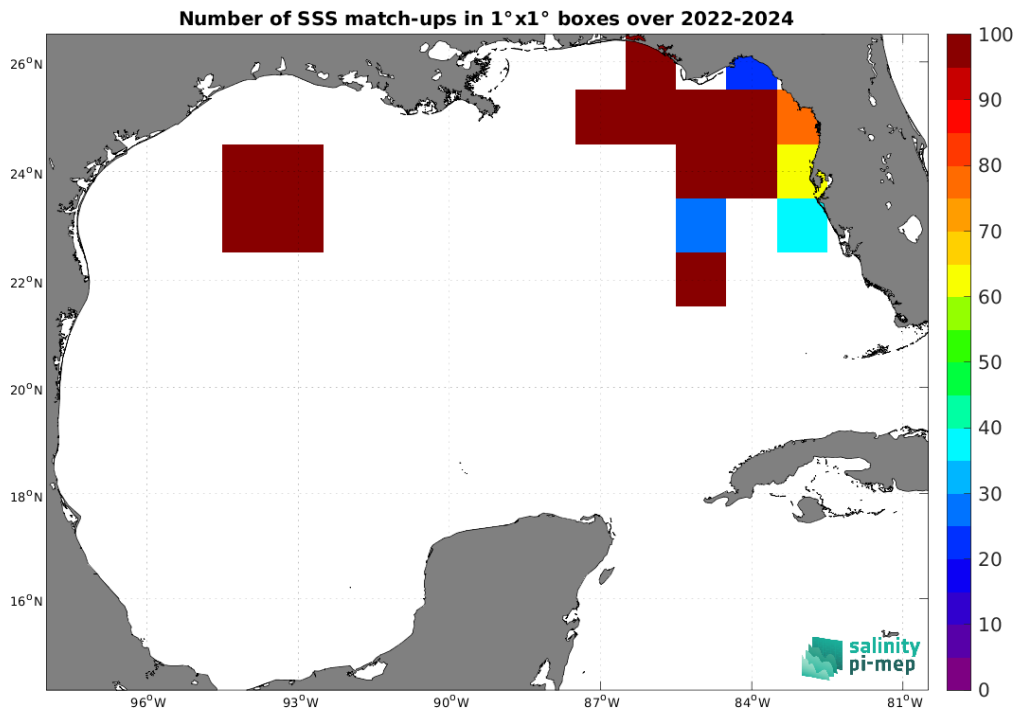 Number of SSS match-ups in 1°x1° boxes over 2022-2024
26°N
24°N
22°N
20°N
18°N
16°N
96°W
93°W
90°W
87°W
84°W
81°W
100
90
80
70
60
50
40
30
20
10
0
salinity
pi-mep